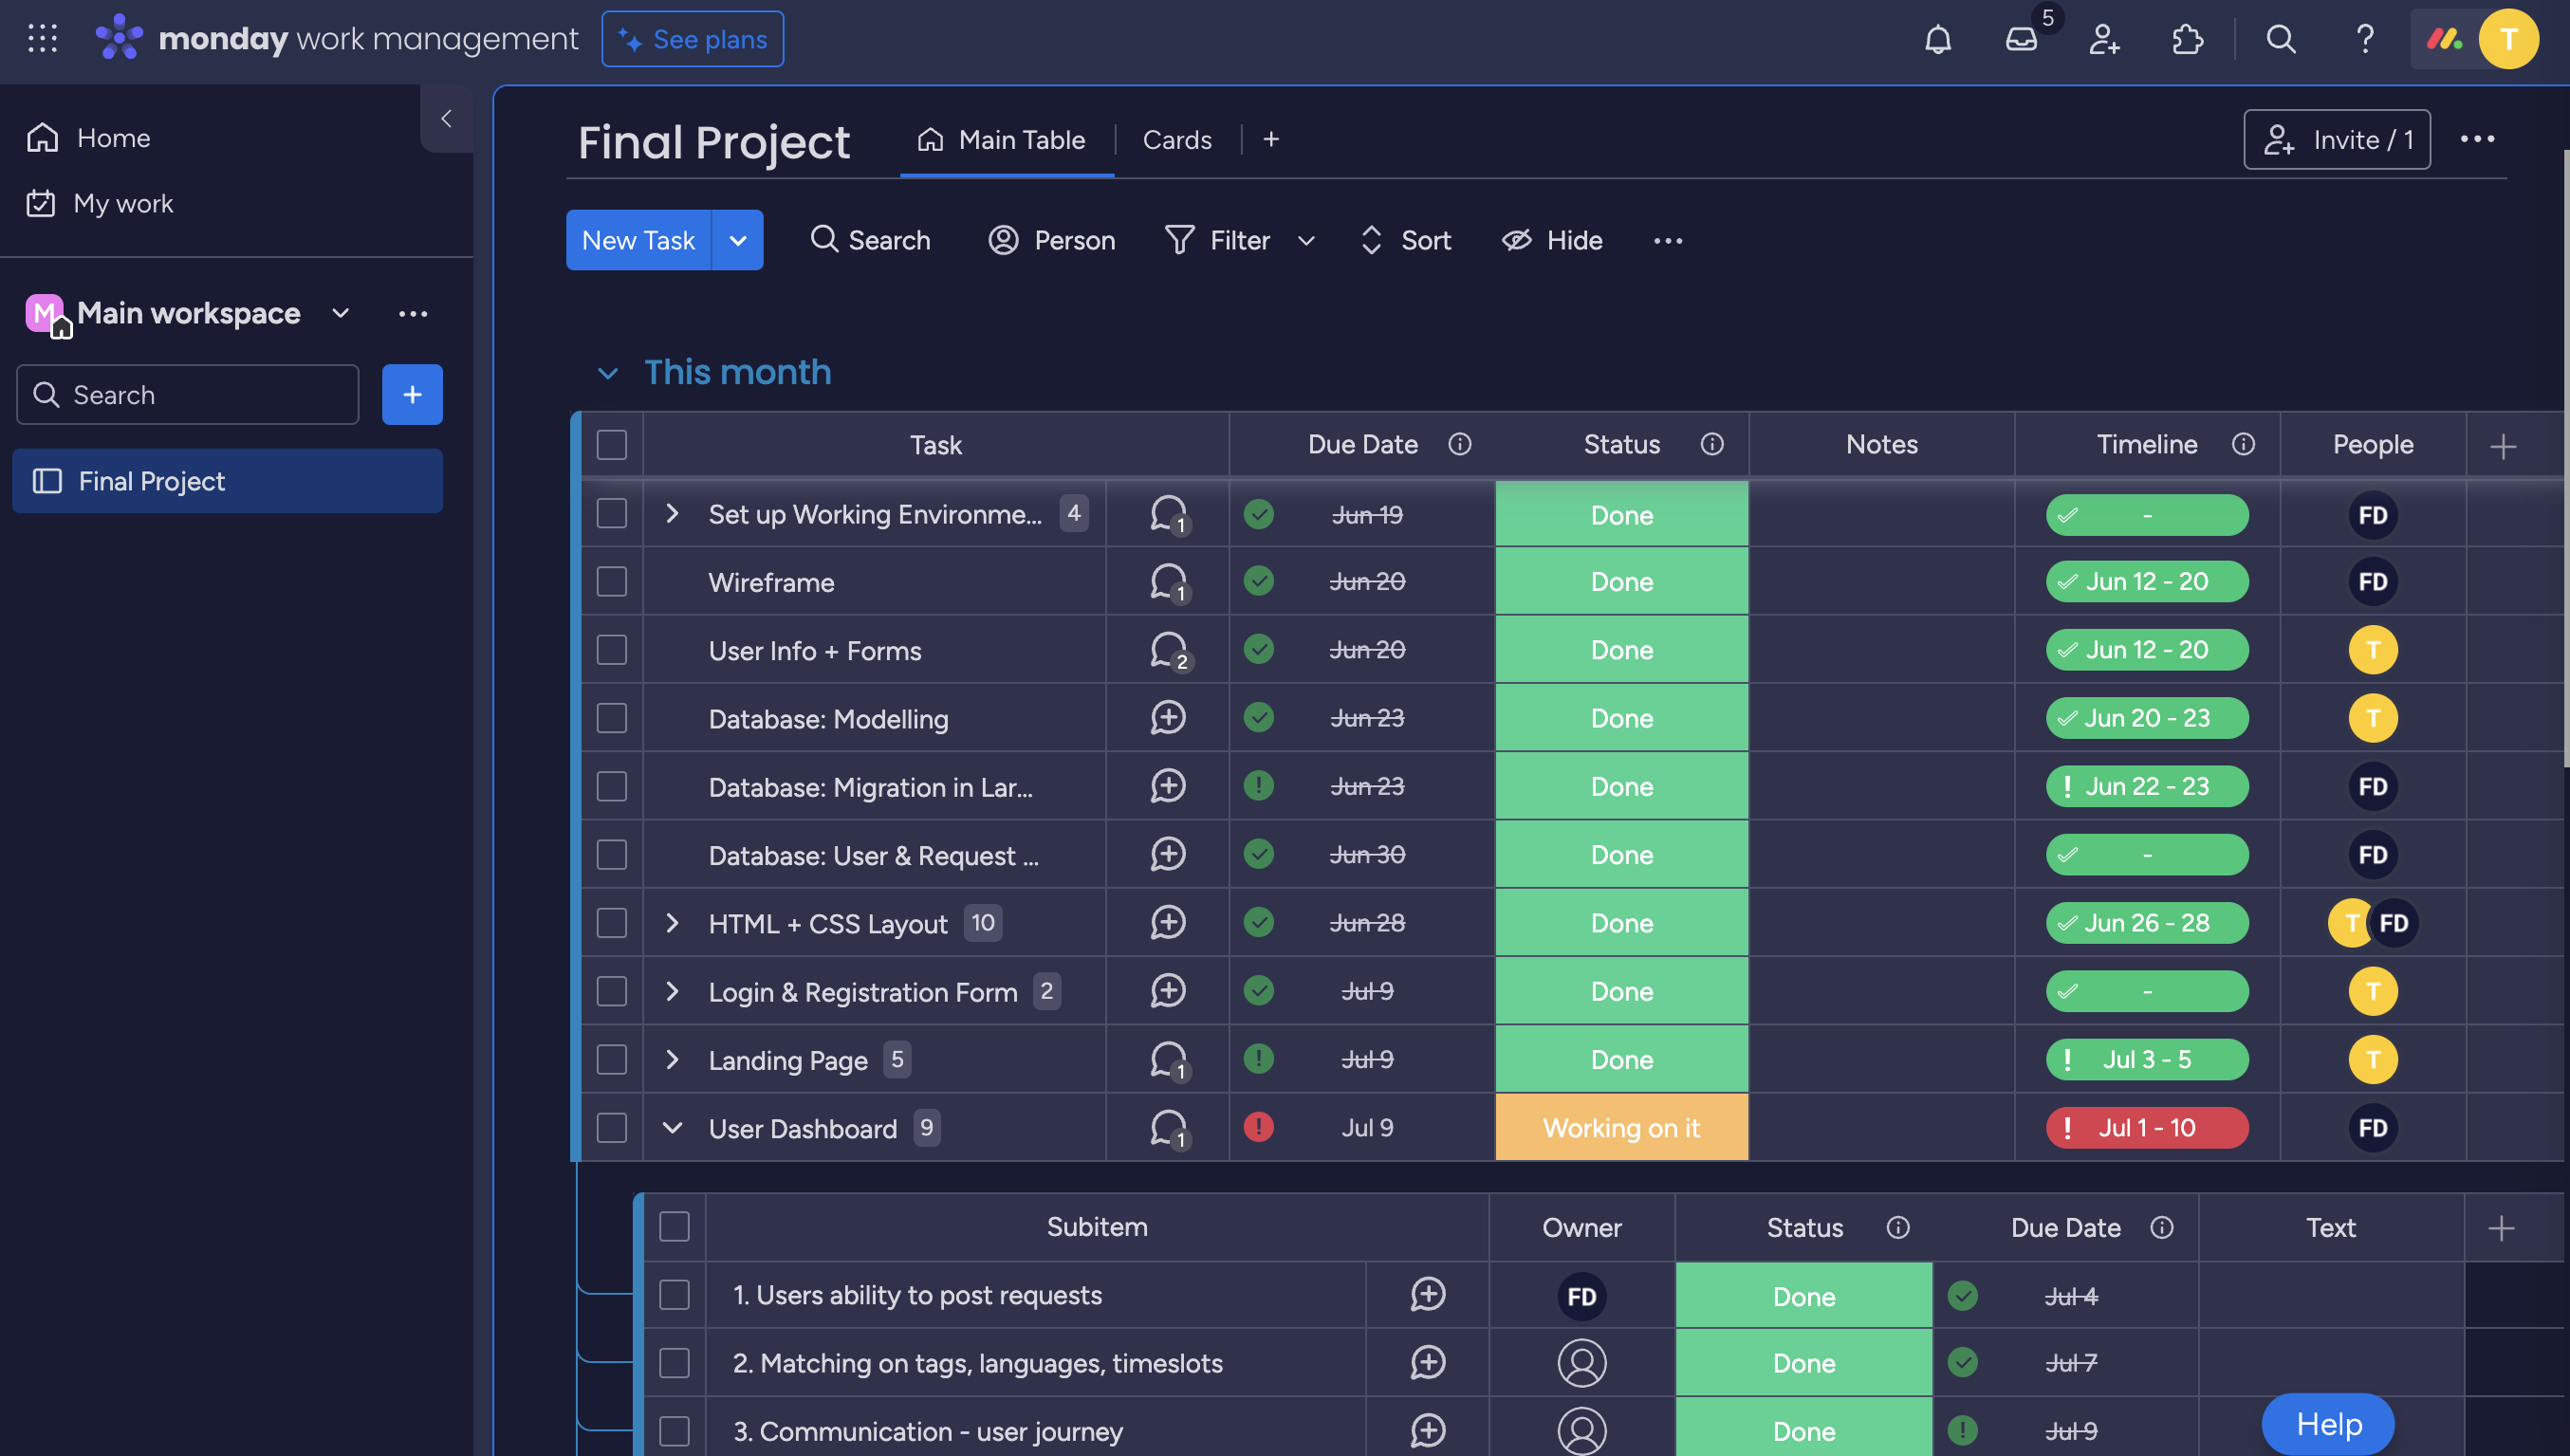 monday work management
See plans
5
T
Home
My work
M
Main workspace
Search
Final Project
Final Project
Main Table
Cards
Invite / 1
New Task
Search
Person
Filter
Sort
Hide
This month
Task Due Date Status Notes Timeline People
Set up Working Environme... 4 1 Jun 19 Done - FD
Wireframe 1 Jun 20 Done Jun 12 - 20 FD
User Info + Forms 2 Jun 20 Done Jun 12 - 20 T
Database: Modelling Jun 23 Done Jun 20 - 23 T
Database: Migration in Lar... ! Jun 23 Done ! Jun 22 - 23 FD
Database: User & Request ... Jun 30 Done - FD
HTML + CSS Layout 10 Jun 28 Done Jun 26 - 28 T FD
Login & Registration Form 2 Jul 9 Done - T
Landing Page 5 1 ! Jul 9 Done ! Jul 3 - 5 T
User Dashboard 9 1 ! Jul 9 Working on it ! Jul 1 - 10 FD
Subitem Owner Status Due Date Text
1. Users ability to post requests FD Done Jul 4
2. Matching on tags, languages, timeslots Done Jul 7
3. Communication - user journey Done ! Jul 9
Help